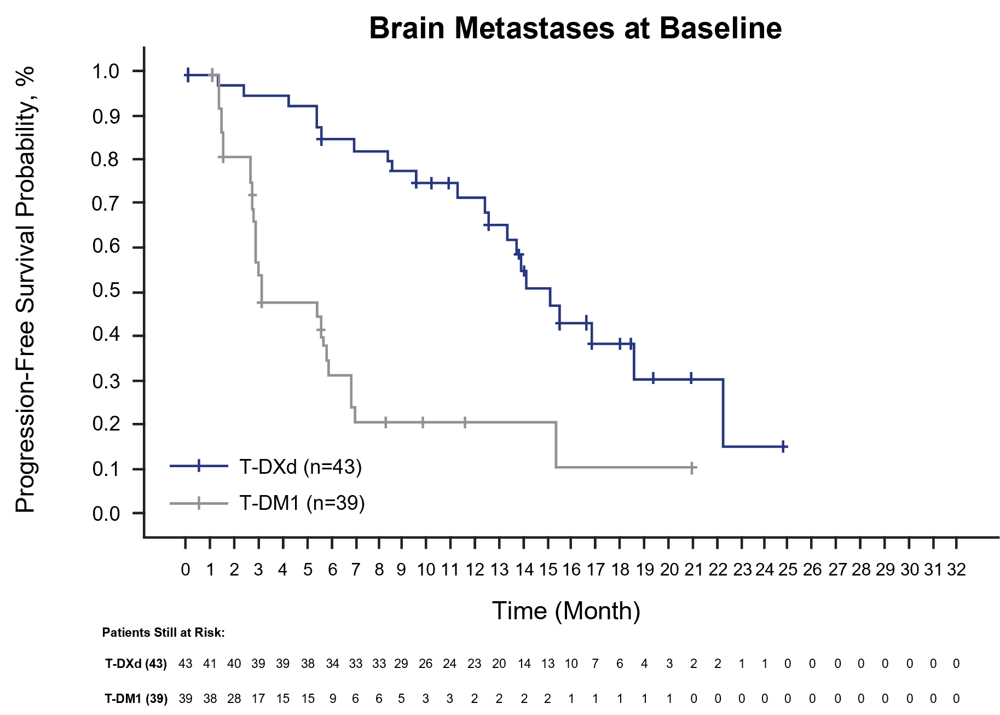 Brain Metastases at Baseline
Progression-Free Survival Probability, %
1.0
0.9
0.8
0.7
0.6
0.5
0.4
0.3
0.2
0.1
0.0
T-DXd (n=43)
T-DM1 (n=39)
0 1 2 3 4 5 6 7 8 9 10 11 12 13 14 15 16 17 18 19 20 21 22 23 24 25 26 27 28 29 30 31 32
Time (Month)
Patients Still at Risk:
T-DXd (43) 43 41 40 39 39 38 34 33 33 29 26 24 23 20 14 13 10 7 6 4 3 2 2 1 1 0 0 0 0 0 0 0 0
T-DM1 (39) 39 38 28 17 15 15 9 6 6 5 3 3 2 2 2 2 1 1 1 1 1 0 0 0 0 0 0 0 0 0 0 0 0